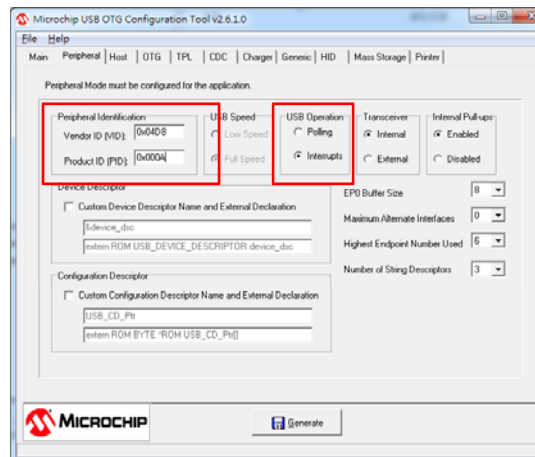 Microchip USB OTG Configuration Tool v2.6.1.0
File Help
Main Peripheral Host OTG TPL CDC Charger Generic HID Mass Storage Printer
Peripheral Mode must be configured for the application.
Peripheral Identification USB Speed USB Operation Transceiver Internal Pull-ups
Vendor ID (VID): 0x04D8 Low Speed Polling Internal Enabled
Product ID (PID): 0x000A Full Speed Interrupts External Disabled
Device Descriptor
EP0 Buffer Size 8
Custom Device Descriptor Name and External Declaration
Maximum Alternate Interfaces 0
&device_dsc
extern ROM USB_DEVICE_DESCRIPTOR device_dsc
Highest Endpoint Number Used 6
Number of String Descriptors 3
Configuration Descriptor
Custom Configuration Descriptor Name and External Declaration
USB_CD_Ptr
extern ROM BYTE *ROM USB_CD_Ptr[]
MICROCHIP
Generate